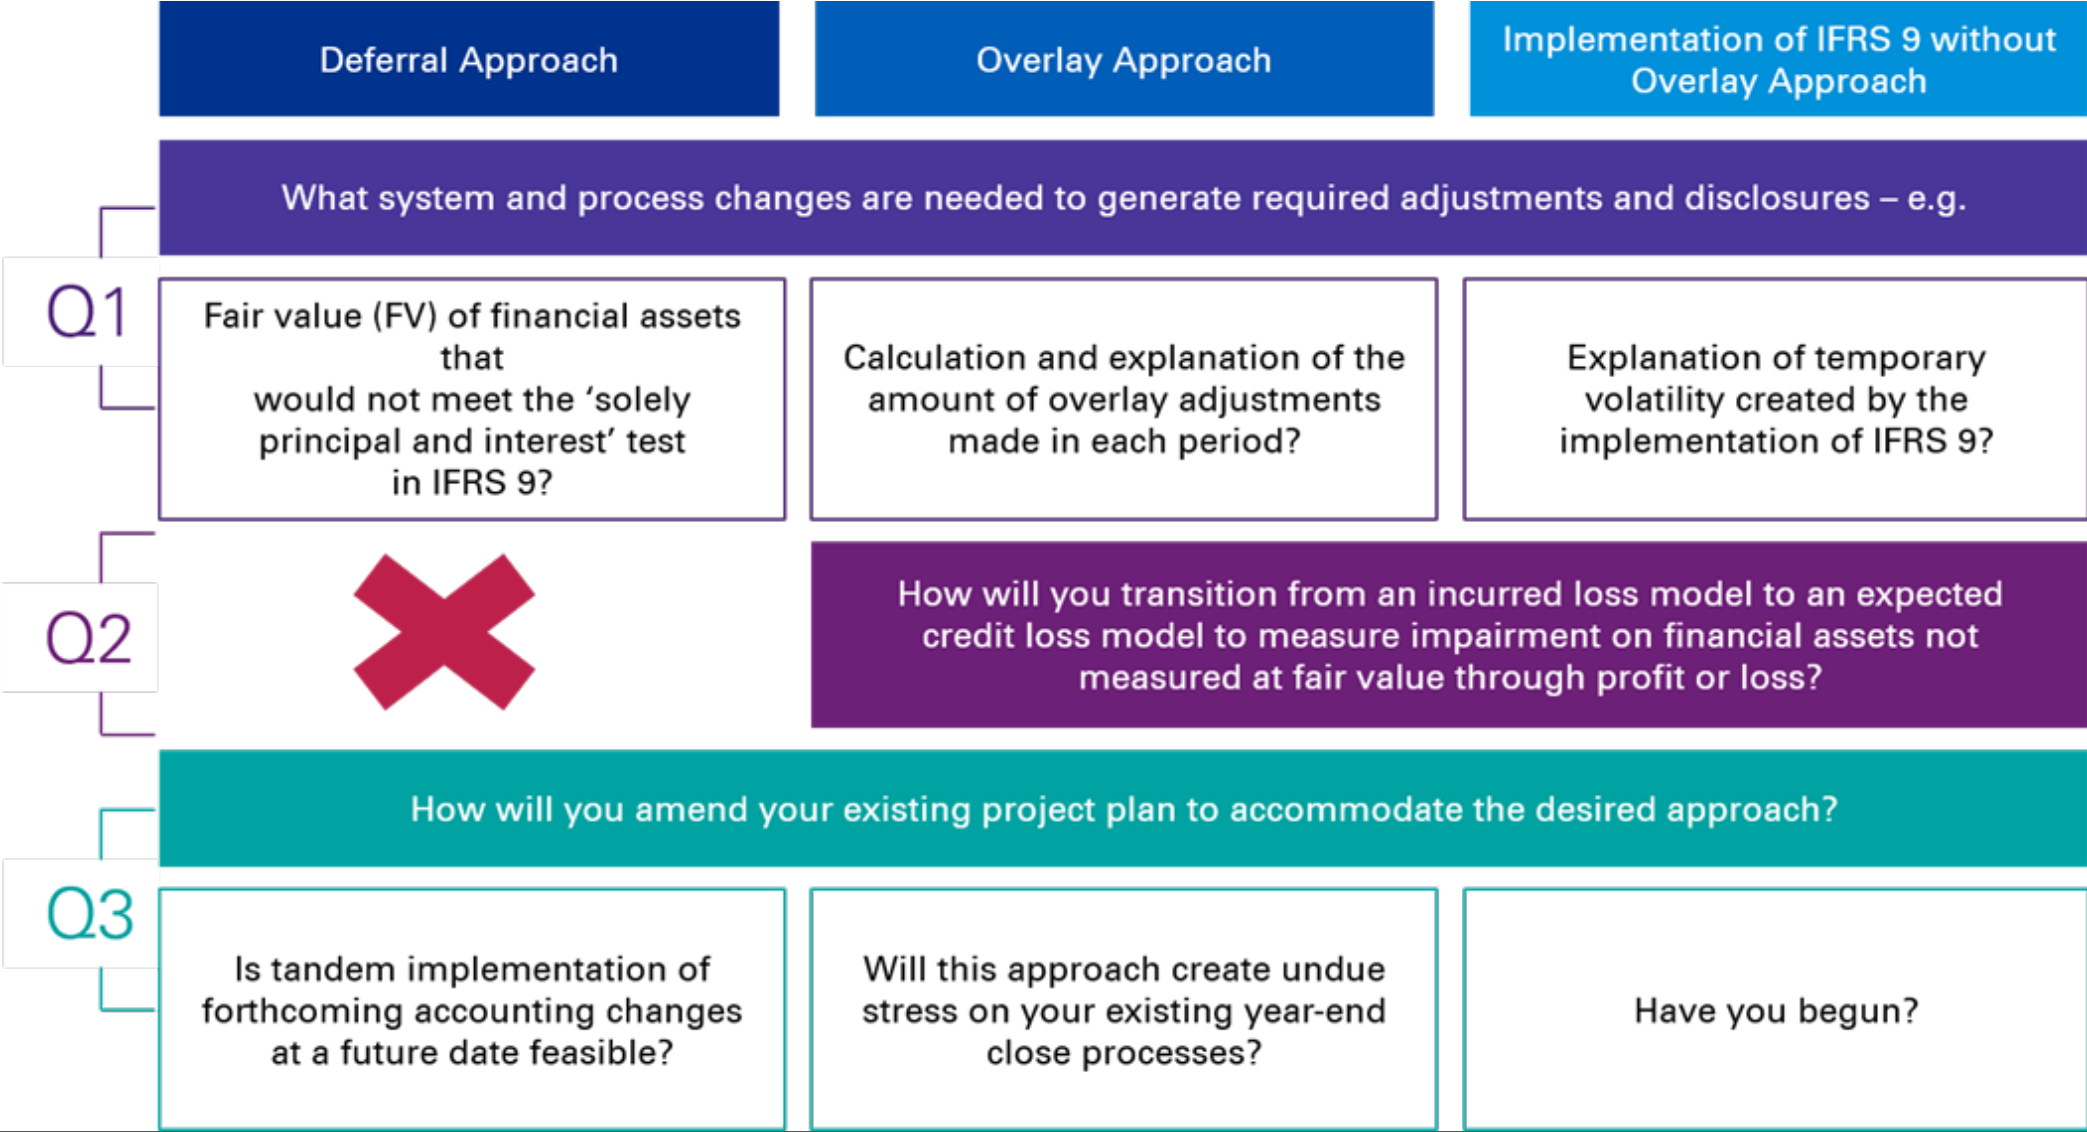 Deferral Approach
Overlay Approach
Implementation of IFRS 9 without
Overlay Approach
What system and process changes are needed to generate required adjustments and disclosures – e.g.
Q1
Fair value (FV) of financial assets
that
would not meet the ‘solely
principal and interest’ test
in IFRS 9?
Calculation and explanation of the
amount of overlay adjustments
made in each period?
Explanation of temporary
volatility created by the
implementation of IFRS 9?
Q2
How will you transition from an incurred loss model to an expected
credit loss model to measure impairment on financial assets not
measured at fair value through profit or loss?
How will you amend your existing project plan to accommodate the desired approach?
Q3
Is tandem implementation of
forthcoming accounting changes
at a future date feasible?
Will this approach create undue
stress on your existing year-end
close processes?
Have you begun?